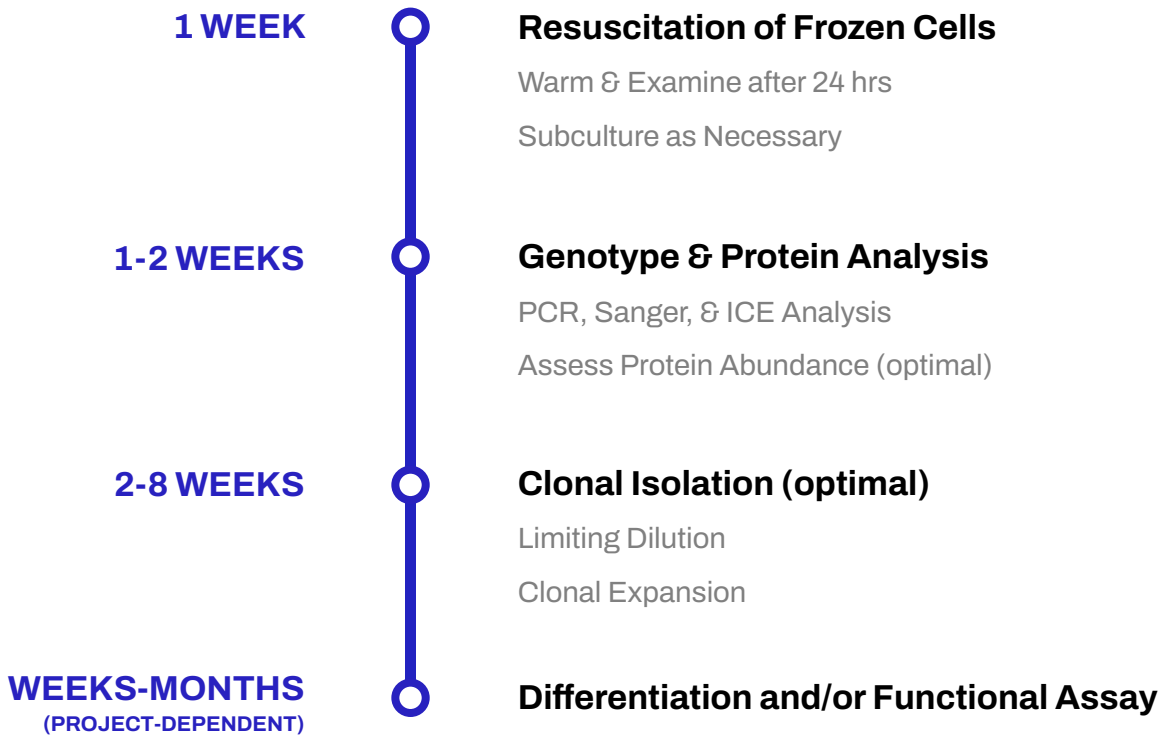 1 WEEK
Resuscitation of Frozen Cells
Warm & Examine after 24 hrs
Subculture as Necessary
1-2 WEEKS
Genotype & Protein Analysis
PCR, Sanger, & ICE Analysis
Assess Protein Abundance (optimal)
2-8 WEEKS
Clonal Isolation (optimal)
Limiting Dilution
Clonal Expansion
WEEKS-MONTHS
(PROJECT-DEPENDENT)
Differentiation and/or Functional Assay